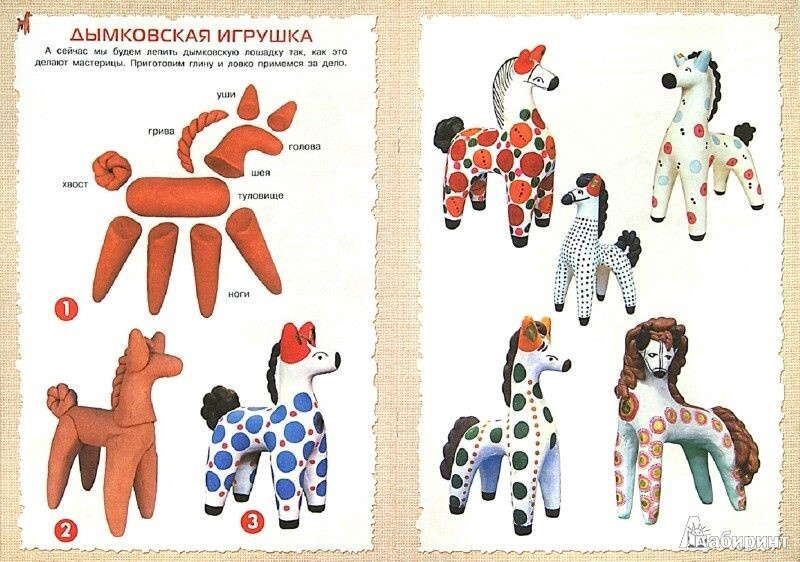 ДЫМКОВСКАЯ ИГРУШКА
А сейчас мы будем лепить дымковскую лошадку так, как это
делают мастерицы. Приготовим глину и ловко примемся за дело.
уши
грива
голова
шея
хвост
туловище
ноги
1
2
3
Лабиринт